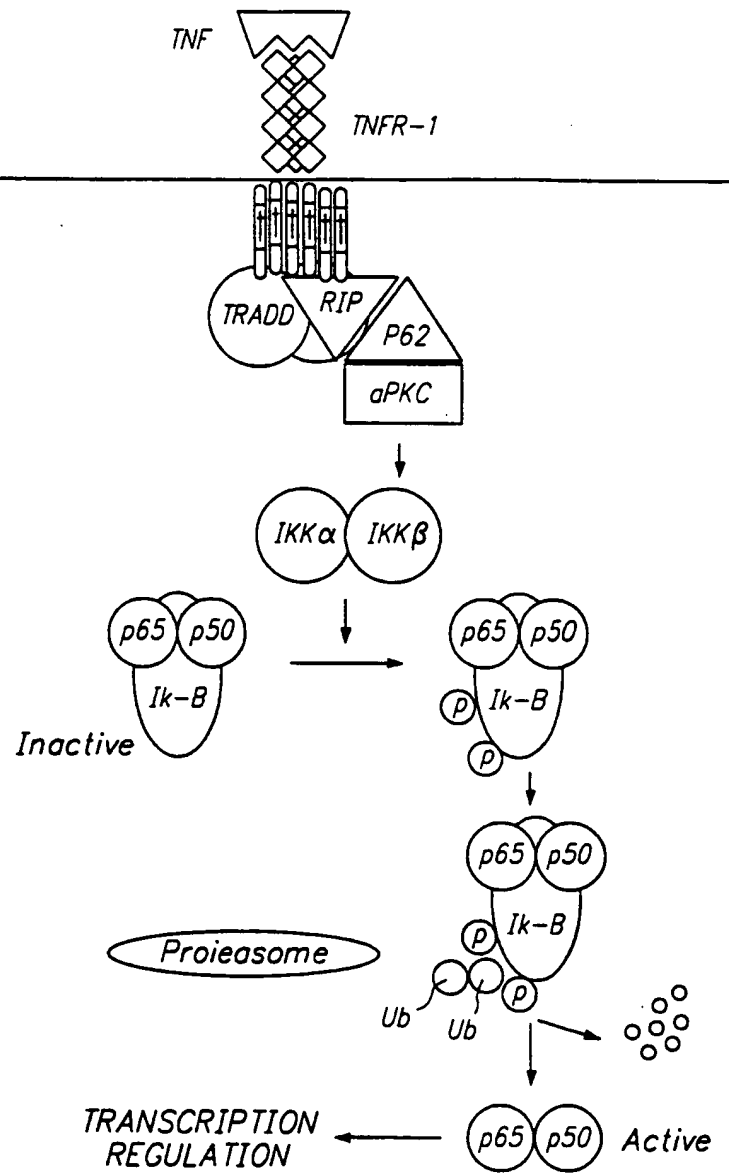 TNF
TNFR-1
TRADD
RIP
P62
aPKC
IKKα
IKKβ
p65 p50
Ik-B
Inactive
p65 p50
Ik-B
p
p
p65 p50
Ik-B
Proieasome
p
p
Ub
Ub
TRANSCRIPTION
REGULATION
p65 p50
Active